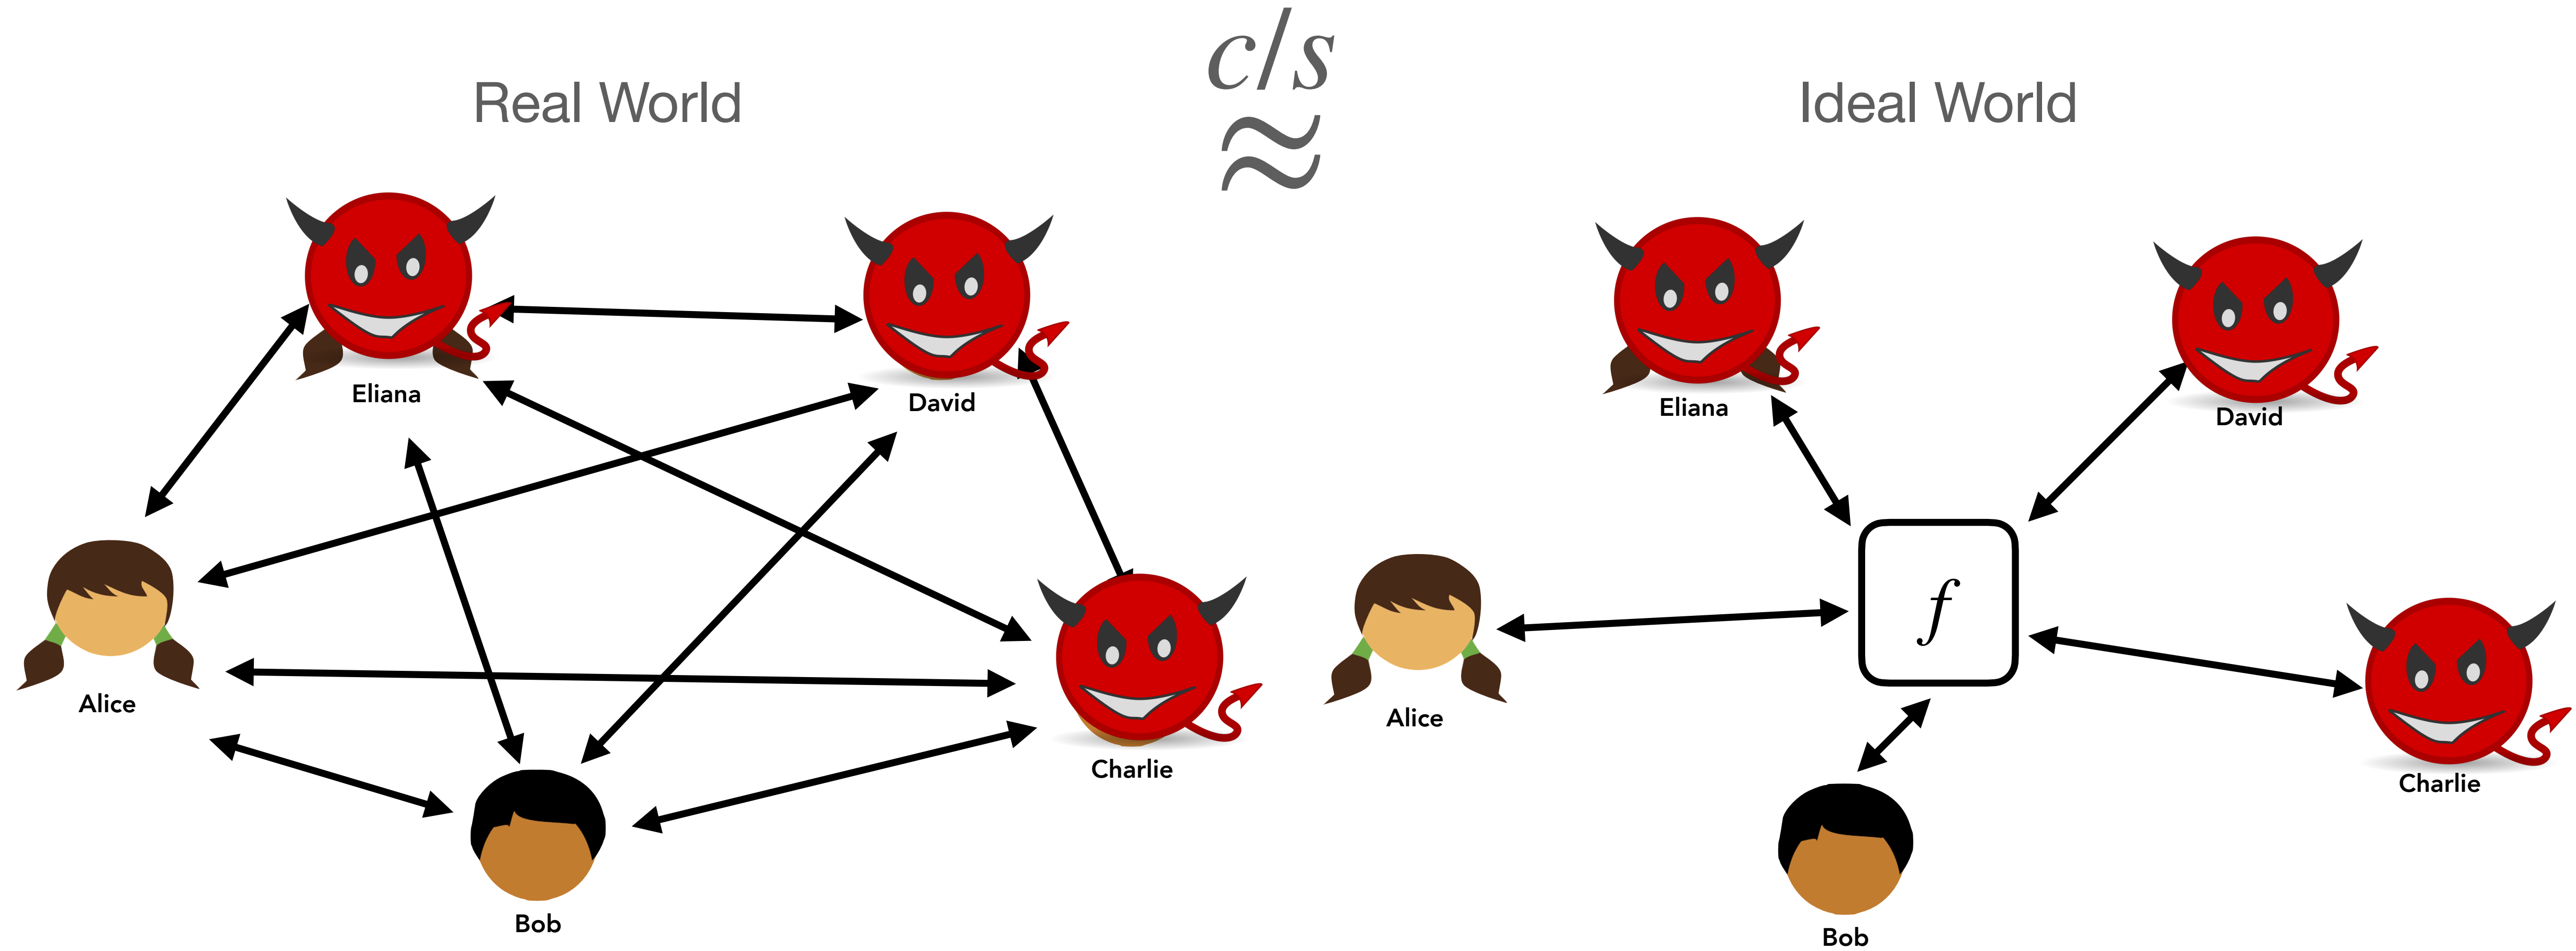 c/s
≈
Real World
Ideal World
Eliana
David
Alice
Charlie
Bob
Eliana
David
f
Alice
Charlie
Bob